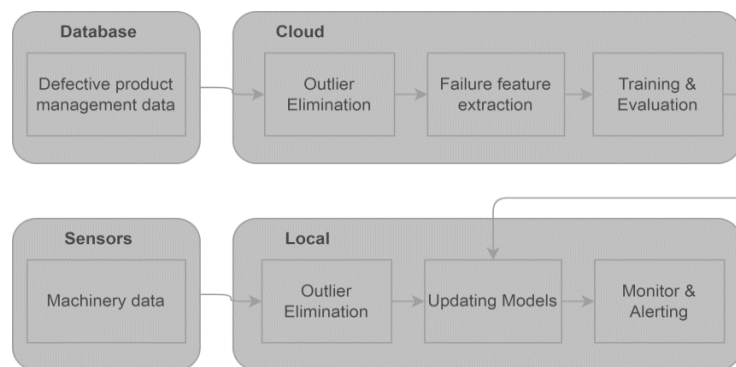 Database
Defective product
management data
Cloud
Outlier
Elimination
Failure feature
extraction
Training &
Evaluation
Sensors
Machinery data
Local
Outlier
Elimination
Updating Models
Monitor &
Alerting